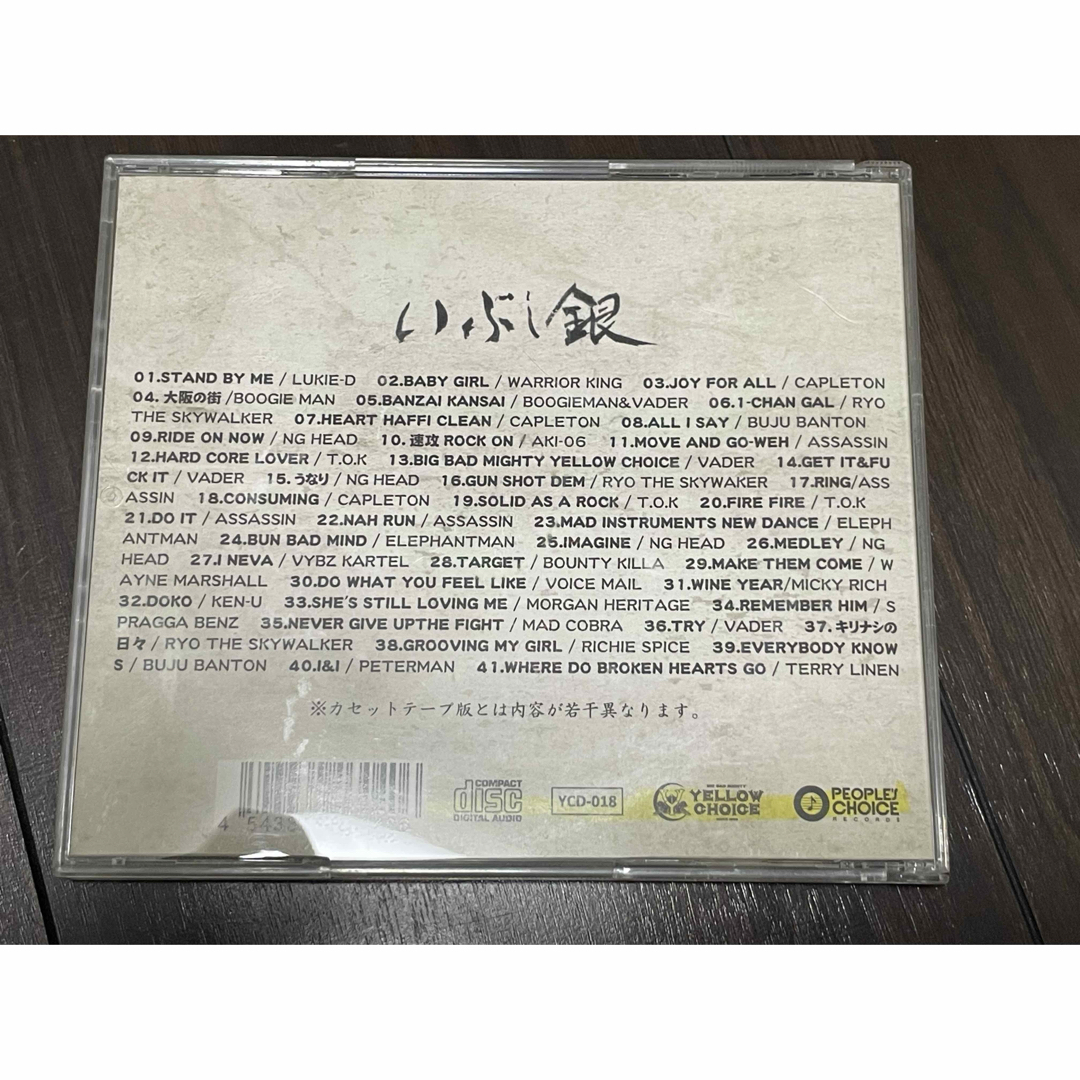 いぶし銀
01.STAND BY ME / LUKIE-D 02.BABY GIRL / WARRIOR KING 03.JOY FOR ALL / CAPLETON
04. 大阪の街 /BOOGIE MAN 05.BANZAI KANSAI / BOOGIEMAN&VADER 06.1-CHAN GAL / RYO
THE SKYWALKER 07.HEART HAFFI CLEAN / CAPLETON 08.ALL I SAY / BUJU BANTON
09.RIDE ON NOW / NG HEAD 10. 速攻 ROCK ON / AKI-06 11.MOVE AND GO-WEH / ASSASSIN
12.HARD CORE LOVER / T.O.K 13.BIG BAD MIGHTY YELLOW CHOICE / VADER 14.GET IT&FU
CK IT / VADER 15. うなり / NG HEAD 16.GUN SHOT DEM / RYO THE SKYWAKER 17.RING/ASS
ASSIN 18.CONSUMING / CAPLETON 19.SOLID AS A ROCK / T.O.K 20.FIRE FIRE / T.O.K
21.DO IT / ASSASSIN 22.NAH RUN / ASSASSIN 23.MAD INSTRUMENTS NEW DANCE / ELEPH
ANTMAN 24.BUN BAD MIND / ELEPHANTMAN 25.IMAGINE / NG HEAD 26.MEDLEY / NG
HEAD 27.I NEVA / VYBZ KARTEL 28.TARGET / BOUNTY KILLA 29.MAKE THEM COME / W
AYNE MARSHALL 30.DO WHAT YOU FEEL LIKE / VOICE MAIL 31.WINE YEAR/MICKY RICH
32.DOKO / KEN-U 33.SHE'S STILL LOVING ME / MORGAN HERITAGE 34.REMEMBER HIM / S
PRAGGA BENZ 35.NEVER GIVE UPTHE FIGHT / MAD COBRA 36.TRY / VADER 37. キリナシの
日々 / RYO THE SKYWALKER 38.GROOVING MY GIRL / RICHIE SPICE 39.EVERYBODY KNOW
S / BUJU BANTON 40.I&I / PETERMAN 41.WHERE DO BROKEN HEARTS GO / TERRY LINEN
※カセットテープ版とは内容が若干異なります。
COMPACT disc DIGITAL AUDIO YCD-018 YELLOW CHOICE PEOPLE'S CHOICE RECORDS